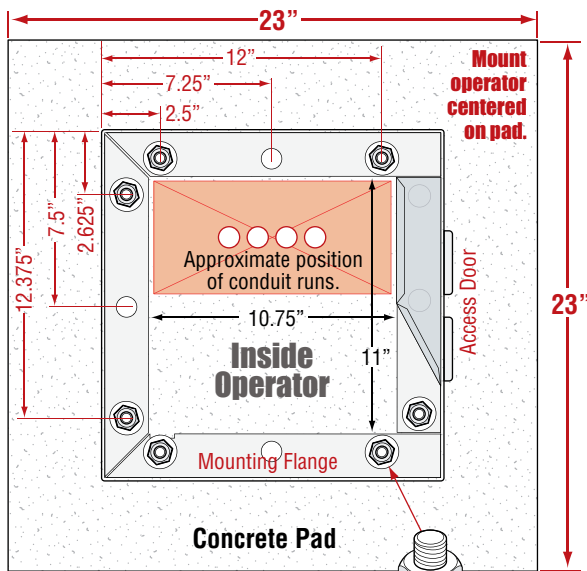 23”
12”
7.25”
2.5”
Mount
operator
centered
on pad.
7.5”
2.625”
12.375”
Approximate position
of conduit runs.
10.75”
11”
Inside
Operator
Access Door
23”
Mounting Flange
Concrete Pad